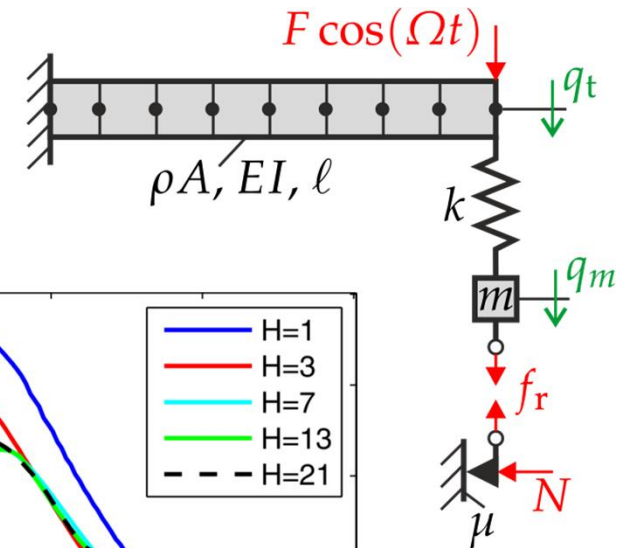 F cos(Ωt)
q_t
ρA, EI, ℓ
k
q_m
m
H=1
H=3
H=7
H=13
H=21
f_r
N
μ